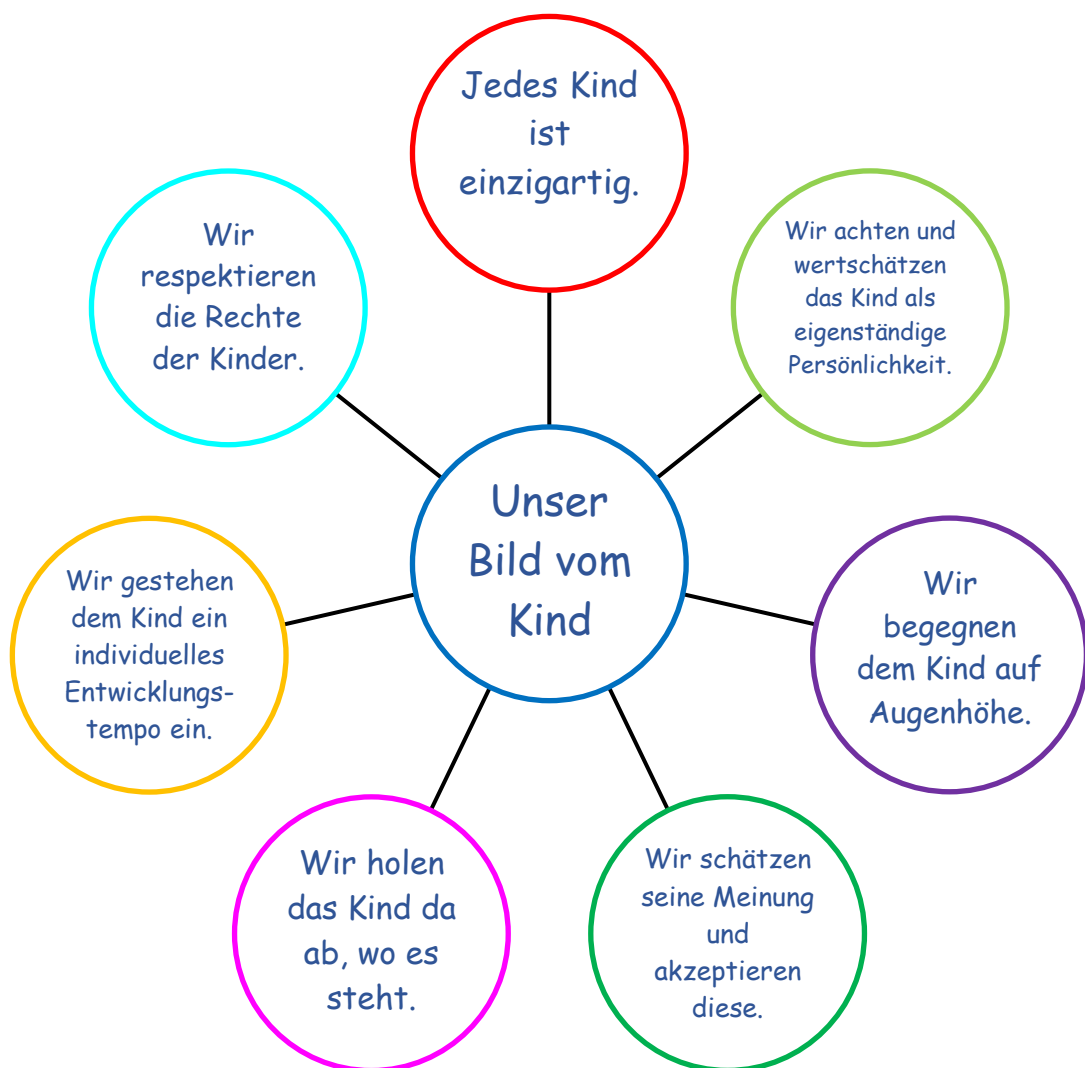 Jedes Kind
ist
einzigartig.
Wir achten und
wertschätzen
das Kind als
eigenständige
Persönlichkeit.
Wir
begegnen
dem Kind auf
Augenhöhe.
Wir schätzen
seine Meinung
und
akzeptieren
diese.
Wir holen
das Kind da
ab, wo es
steht.
Wir gestehen
dem Kind ein
individuelles
Entwicklungs-
tempo ein.
Wir
respektieren
die Rechte
der Kinder.
Unser
Bild vom
Kind